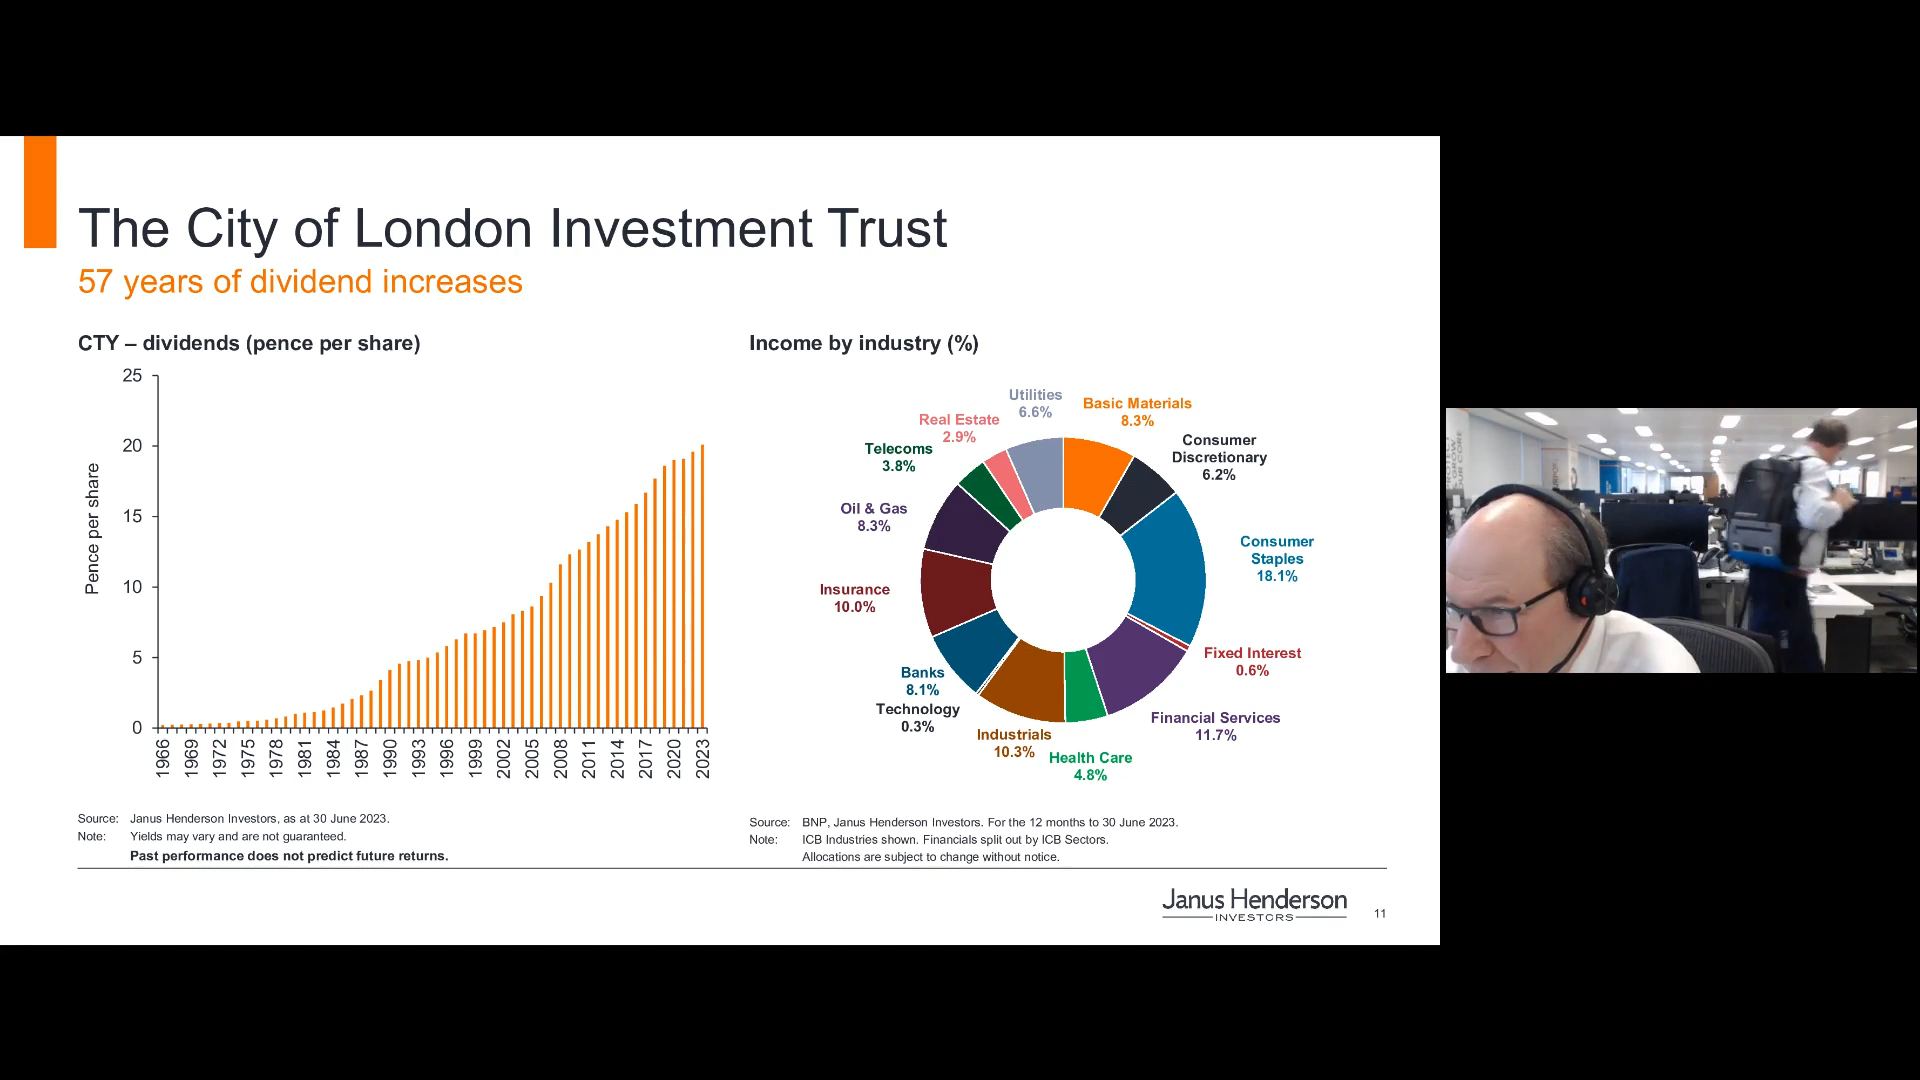 The City of London Investment Trust
57 years of dividend increases
CTY – dividends (pence per share)
25
20
15
10
5
0
Pence per share
1966
1969
1972
1975
1978
1981
1984
1987
1990
1993
1996
1999
2002
2005
2008
2011
2014
2017
2020
2023
Source: Janus Henderson Investors, as at 30 June 2023.
Note: Yields may vary and are not guaranteed.
Past performance does not predict future returns.
Income by industry (%)
Utilities
6.6%
Basic Materials
8.3%
Real Estate
2.9%
Consumer
Discretionary
6.2%
Telecoms
3.8%
Oil & Gas
8.3%
Consumer
Staples
18.1%
Insurance
10.0%
Fixed Interest
0.6%
Banks
8.1%
Technology
0.3%
Financial Services
11.7%
Industrials
10.3%
Health Care
4.8%
Source: BNP, Janus Henderson Investors. For the 12 months to 30 June 2023.
Note: ICB Industries shown. Financials split out by ICB Sectors.
Allocations are subject to change without notice.
Janus Henderson
INVESTORS
11